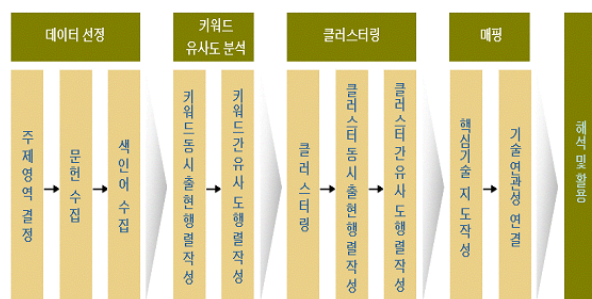 데이터 선정
키워드
유사도 분석
클러스터링
매핑
주제영역 결정
문헌 수집
색인어 수집
키워드동시출현행렬작성
키워드간유사도행렬작성
클러스터링
클러스터동시출현행렬작성
클러스터간유사도행렬작성
핵심기술 지도작성
기술연관성 연결
해석 및 활용